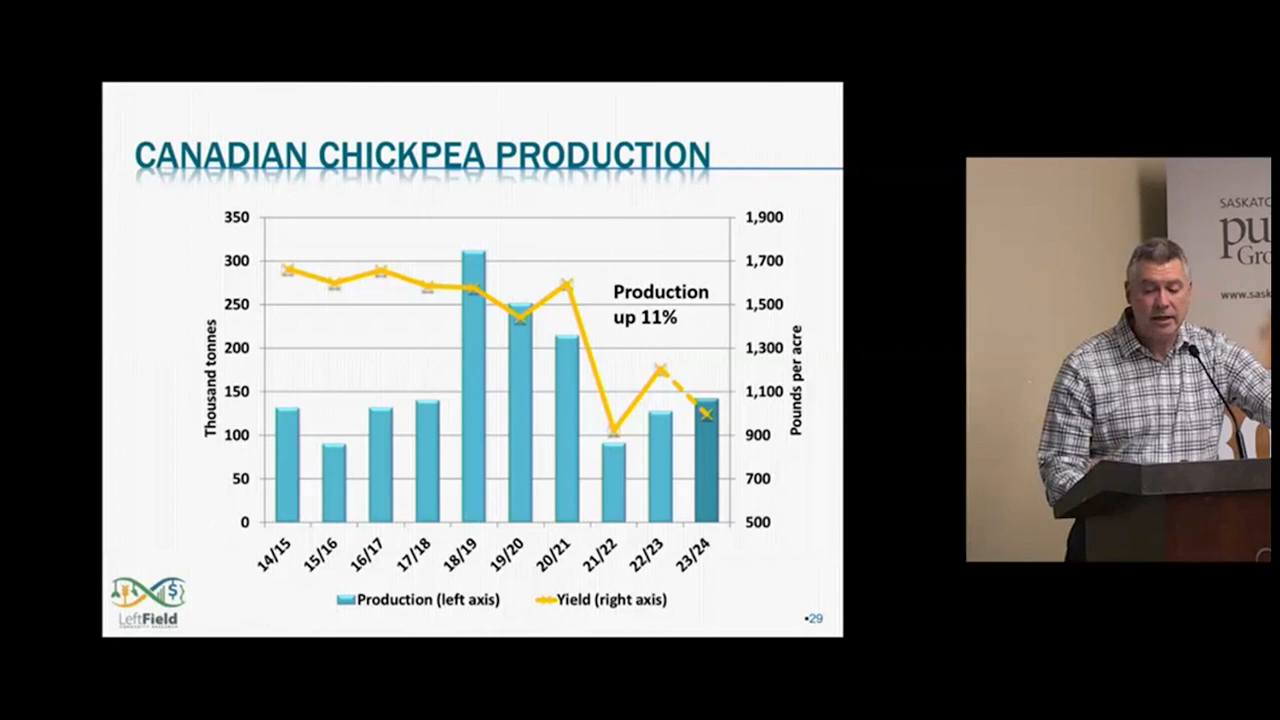 CANADIAN CHICKPEA PRODUCTION
350
300
250
200
150
100
50
0
Thousand tonnes
1,900
1,700
1,500
1,300
1,100
900
700
500
Pounds per acre
Production
up 11%
14/15
15/16
16/17
17/18
18/19
19/20
20/21
21/22
22/23
23/24
Production (left axis)
Yield (right axis)
LeftField
•29
SASKATC
pu
Gro
www.sask